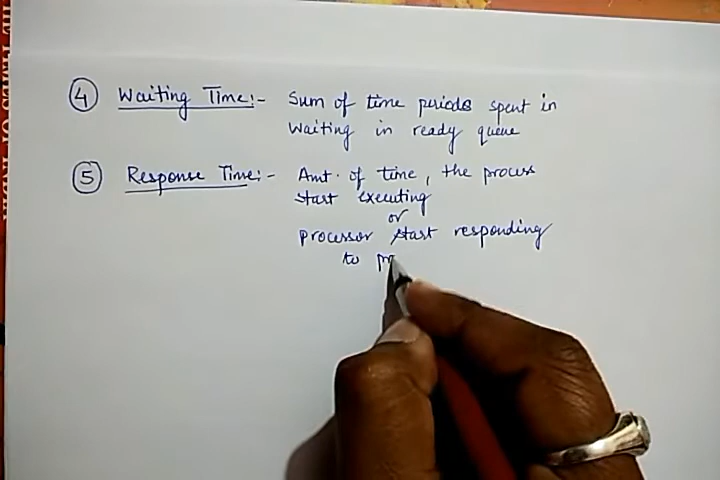 ④ Waiting Time:- Sum of time periods spent in
waiting in ready queue
⑤ Response Time:- Amt. of time, the process
start executing
or
processor start responding
to pr